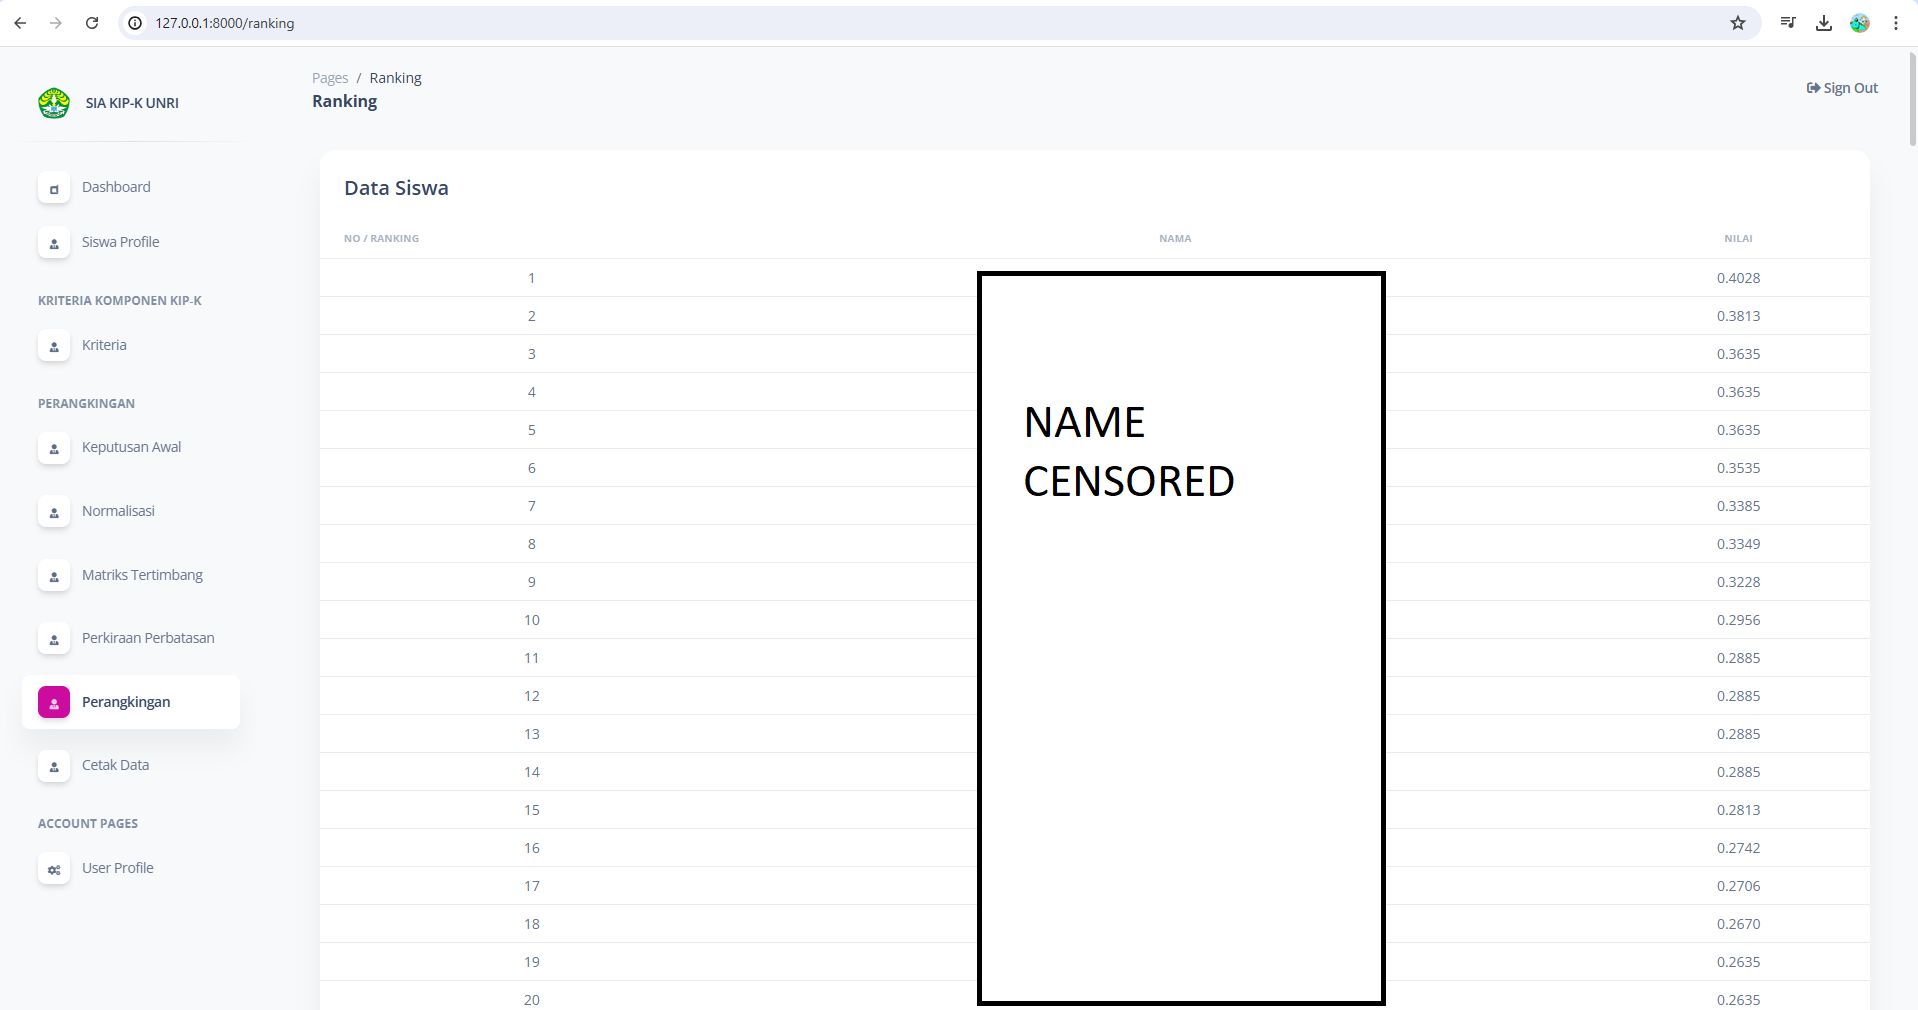 127.0.0.1:8000/ranking
SIA KIP-K UNRI
Dashboard
Siswa Profile
KRITERIA KOMPONEN KIP-K
Kriteria
PERANGKINGAN
Keputusan Awal
Normalisasi
Matriks Tertimbang
Perkiraan Perbatasan
Perangkingan
Cetak Data
ACCOUNT PAGES
User Profile
Pages / Ranking
Ranking
Sign Out
Data Siswa
NO / RANKING NAMA NILAI
1 0.4028
2 0.3813
3 0.3635
4 0.3635
5 0.3635
6 0.3535
7 0.3385
8 0.3349
9 0.3228
10 0.2956
11 0.2885
12 0.2885
13 0.2885
14 0.2885
15 0.2813
16 0.2742
17 0.2706
18 0.2670
19 0.2635
20 0.2635
NAME
CENSORED